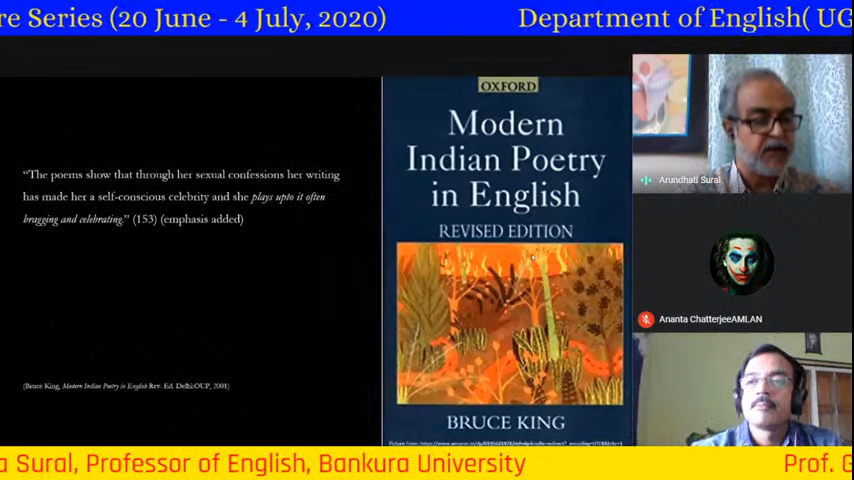 re Series (20 June - 4 July, 2020) Department of English( UG
“The poems show that through her sexual confessions her writing
has made her a self-conscious celebrity and she plays upto it often
bragging and celebrating.” (153) (emphasis added)
(Bruce King, Modern Indian Poetry in English Rev. Ed. Delhi:OUP, 2001)
OXFORD
Modern
Indian Poetry
in English
REVISED EDITION
BRUCE KING
Arundhati Sural
Ananta ChatterjeeAMLAN
a Sural, Professor of English, Bankura University Prof. G